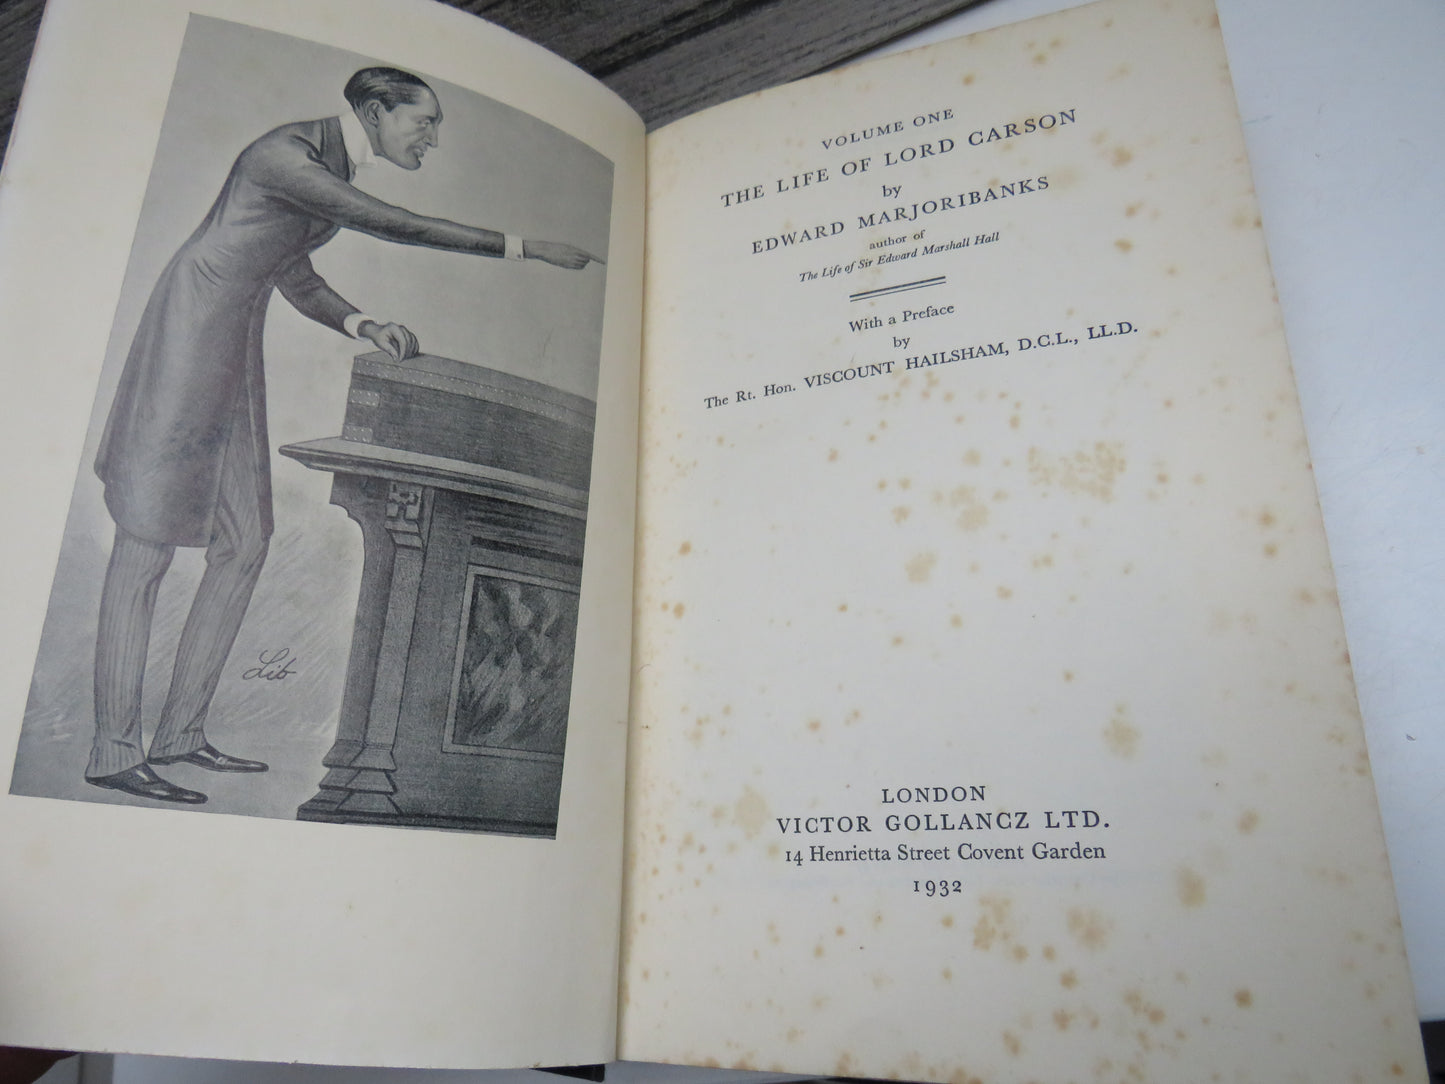 Lib
VOLUME ONE
THE LIFE OF LORD CARSON
by
EDWARD MARJORIBANKS
author of
The Life of Sir Edward Marshall Hall
With a Preface
by
The Rt. Hon. VISCOUNT HAILSHAM, D.C.L., LL.D.
LONDON
VICTOR GOLLANCZ LTD.
14 Henrietta Street Covent Garden
1932